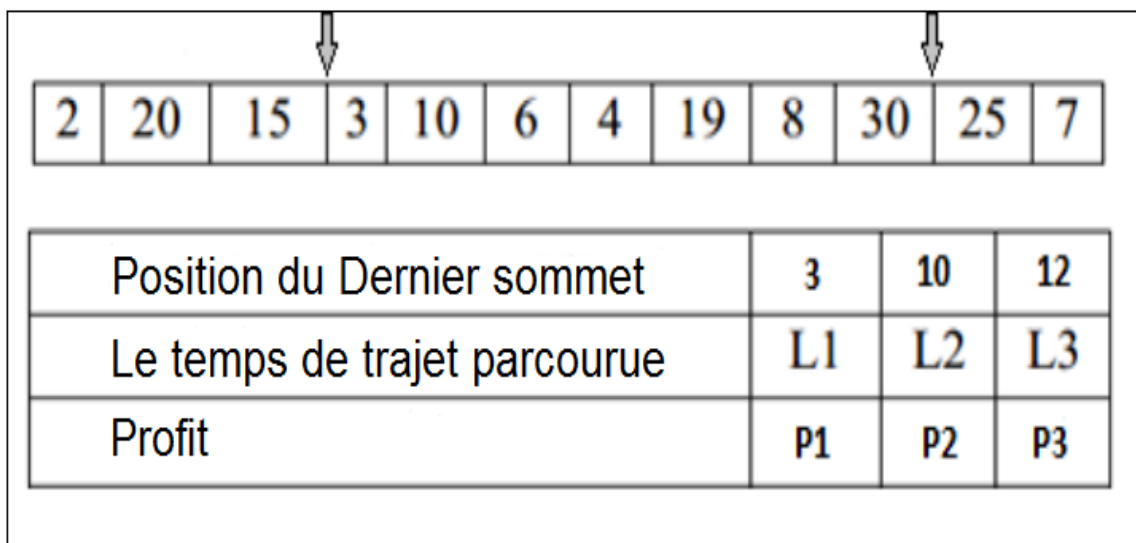 2 20 15 3 10 6 4 19 8 30 25 7
Position du Dernier sommet 3 10 12
Le temps de trajet parcourue L1 L2 L3
Profit P1 P2 P3